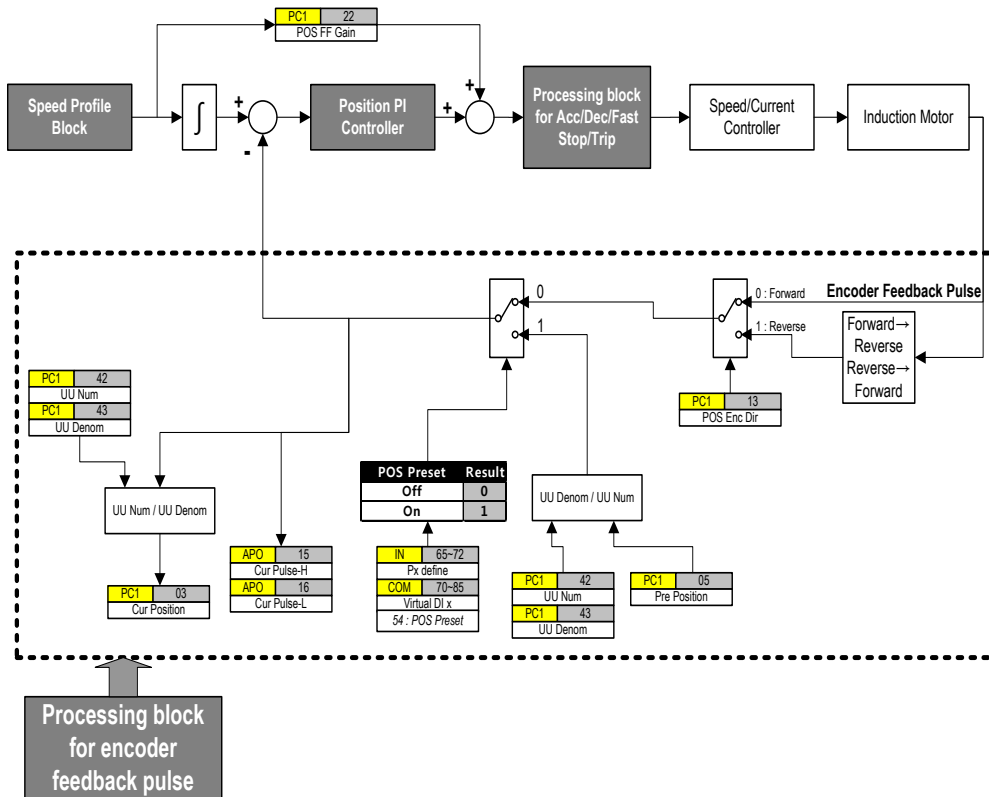 PC1 22
POS FF Gain
Speed Profile
Block
∫
+
-
Position PI
Controller
+
+
Processing block
for Acc/Dec/Fast
Stop/Trip
Speed/Current
Controller
Induction Motor
0
1
0 : Forward
Encoder Feedback Pulse
1 : Reverse
Forward→
Reverse
Reverse→
Forward
PC1 13
POS Enc Dir
PC1 42
UU Num
PC1 43
UU Denom
UU Num / UU Denom
PC1 03
Cur Position
APO 15
Cur Pulse-H
APO 16
Cur Pulse-L
POS Preset Result
Off 0
On 1
IN 65~72
Px define
COM 70~85
Virtual DI x
54 : POS Preset
UU Denom / UU Num
PC1 42
UU Num
PC1 43
UU Denom
PC1 05
Pre Position
Processing block
for encoder
feedback pulse